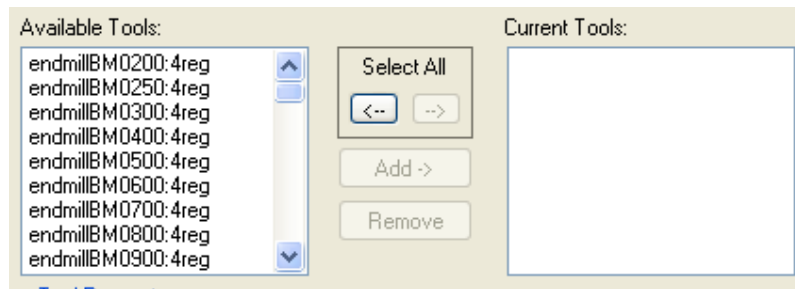 Available Tools:
Current Tools:
endmillBM0200:4reg
endmillBM0250:4reg
endmillBM0300:4reg
endmillBM0400:4reg
endmillBM0500:4reg
endmillBM0600:4reg
endmillBM0700:4reg
endmillBM0800:4reg
endmillBM0900:4reg
Select All
<--
-->
Add ->
Remove